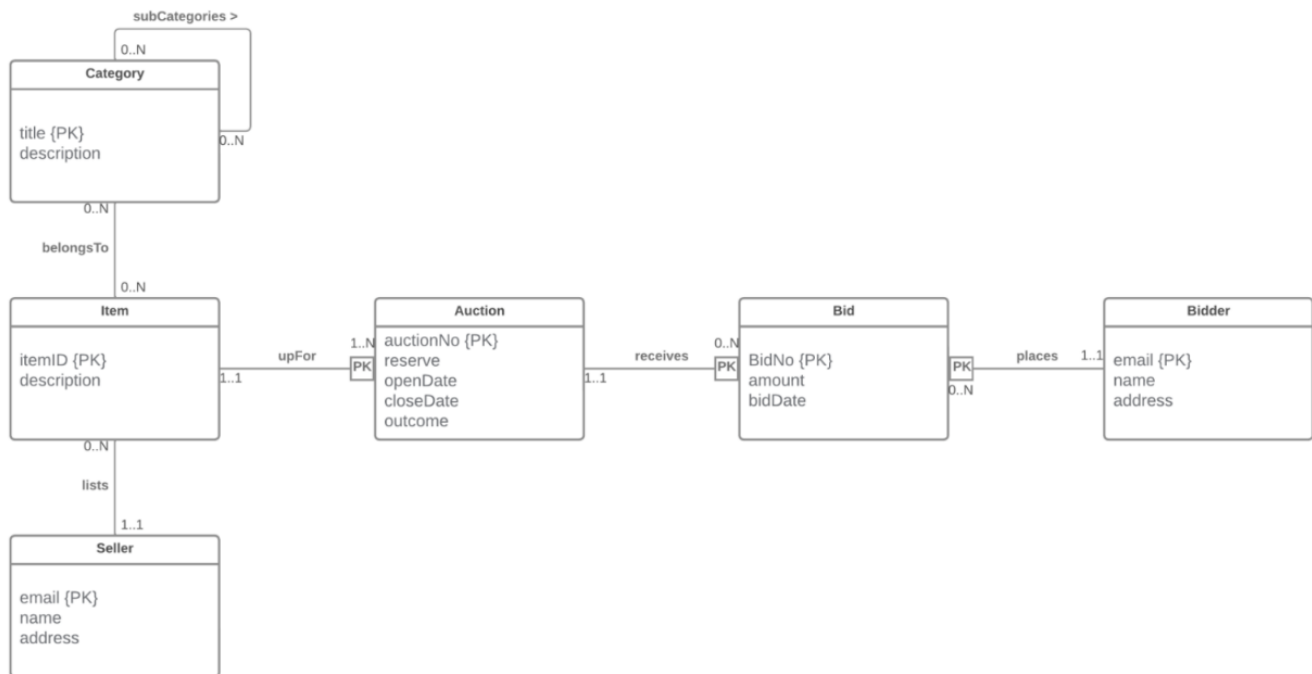 subCategories >
0..N
Category
title {PK}
description
0..N
0..N
belongsTo
0..N
Item
itemID {PK}
description
1..1
upFor
1..N
PK
Auction
auctionNo {PK}
reserve
openDate
closeDate
outcome
1..1
receives
0..N
PK
Bid
BidNo {PK}
amount
bidDate
PK
0..N
places
1..1
Bidder
email {PK}
name
address
0..N
lists
1..1
Seller
email {PK}
name
address